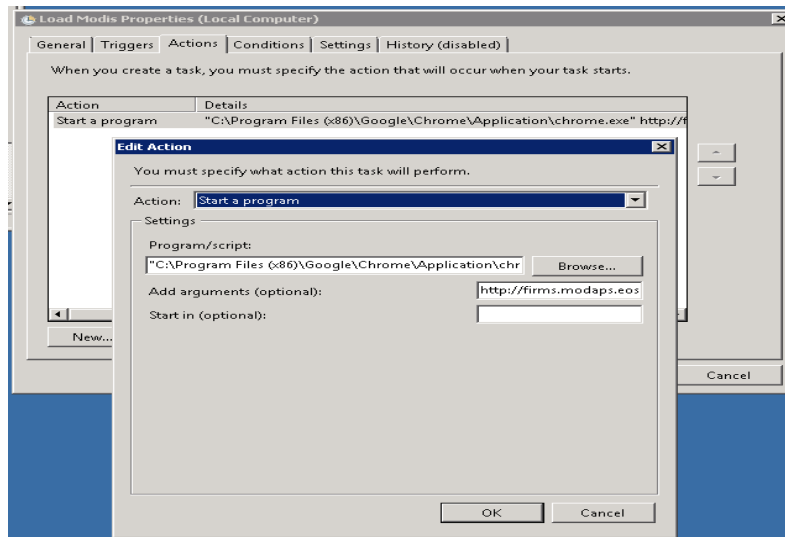 Load Modis Properties (Local Computer)
General Triggers Actions Conditions Settings History (disabled)
When you create a task, you must specify the action that will occur when your task starts.
Action Details
Start a program "C:\Program Files (x86)\Google\Chrome\Application\chrome.exe" http://f
Edit Action
You must specify what action this task will perform.
Action: Start a program
Settings
Program/script:
"C:\Program Files (x86)\Google\Chrome\Application\chr Browse...
Add arguments (optional): http://firms.modaps.eos
Start in (optional):
New...
Cancel
OK Cancel